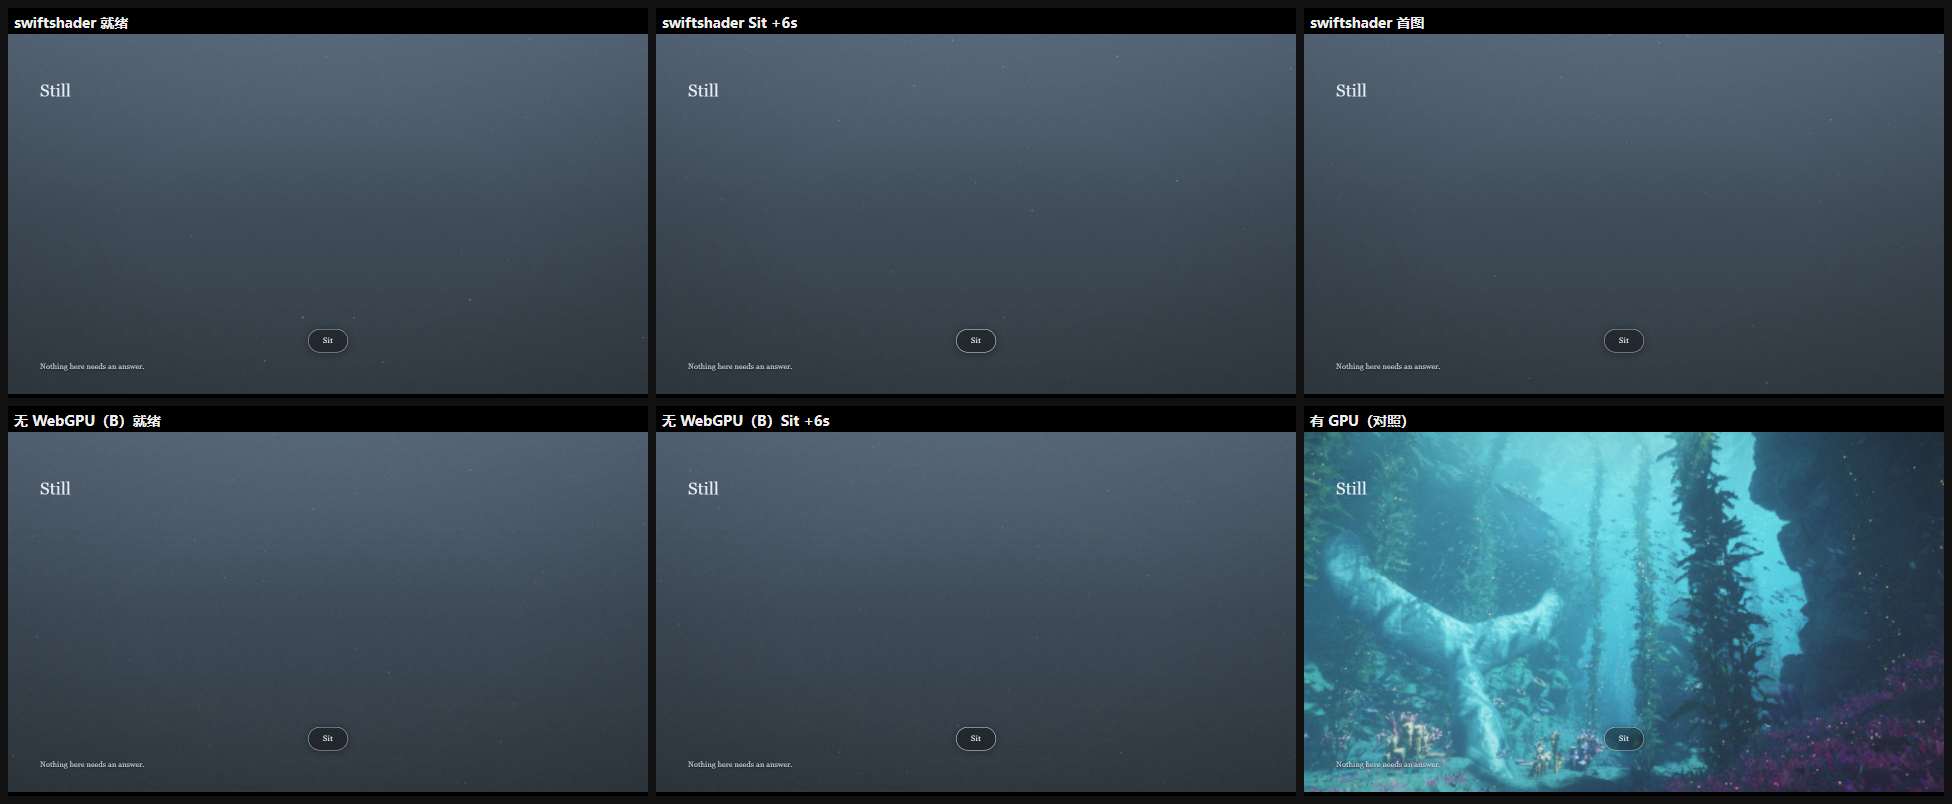 swiftshader 就绪
Still
Sit
Nothing here needs an answer.
swiftshader Sit +6s
Still
Sit
Nothing here needs an answer.
swiftshader 首图
Still
Sit
Nothing here needs an answer.
无 WebGPU（B）就绪
Still
Sit
Nothing here needs an answer.
无 WebGPU（B）Sit +6s
Still
Sit
Nothing here needs an answer.
有 GPU（对照）
Still
Sit
Nothing here needs an answer.